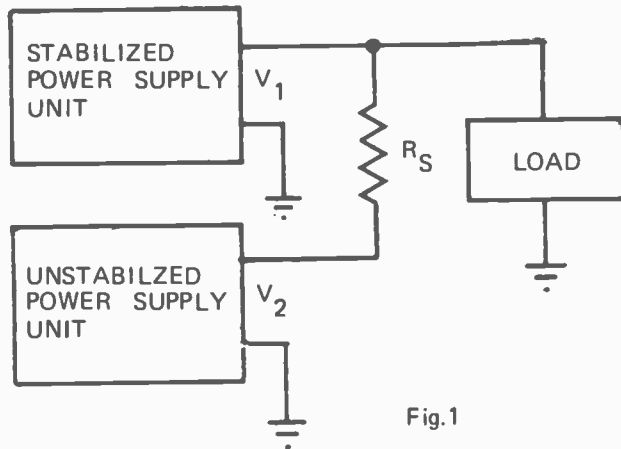 STABILIZED
POWER SUPPLY
UNIT
V1
RS
LOAD
UNSTABILZED
POWER SUPPLY
UNIT
V2
Fig.1